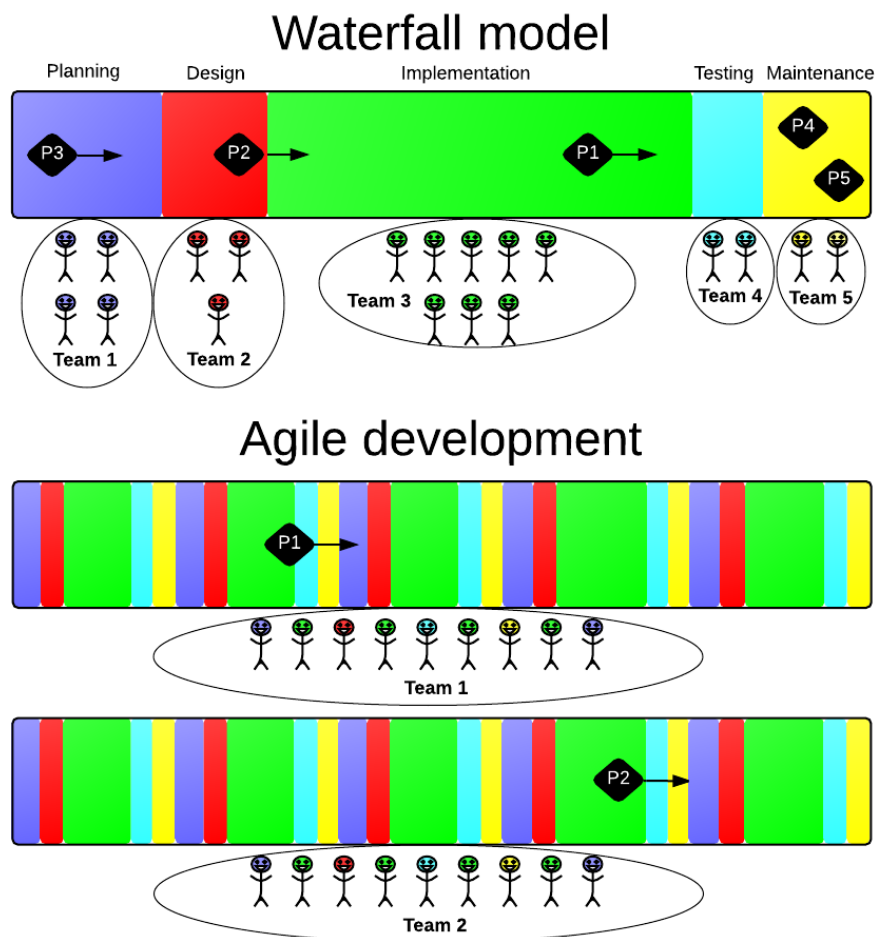 Waterfall model
Planning Design Implementation Testing Maintenance
P3 P2 P1 P4
P5
Team 1 Team 2 Team 3 Team 4 Team 5
Agile development
P1
Team 1
P2
Team 2